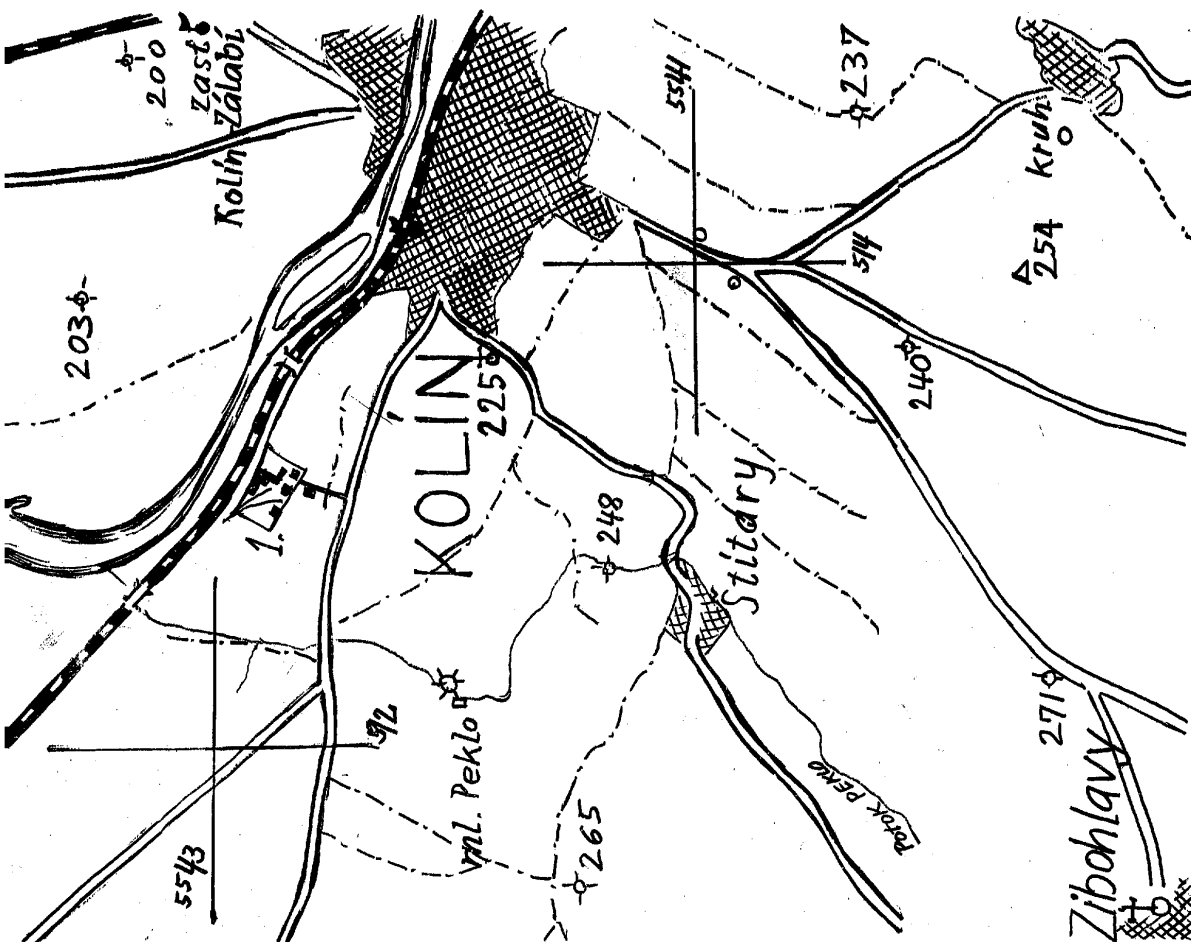 200
zast.
Kolín-Zálabí
203
5544
237
kruh
254
514
240
KOLIN
225
1.
248
Štítary
512
5543
ml. Peklo
265
POTOK PEKLO
271
Zibohlavy